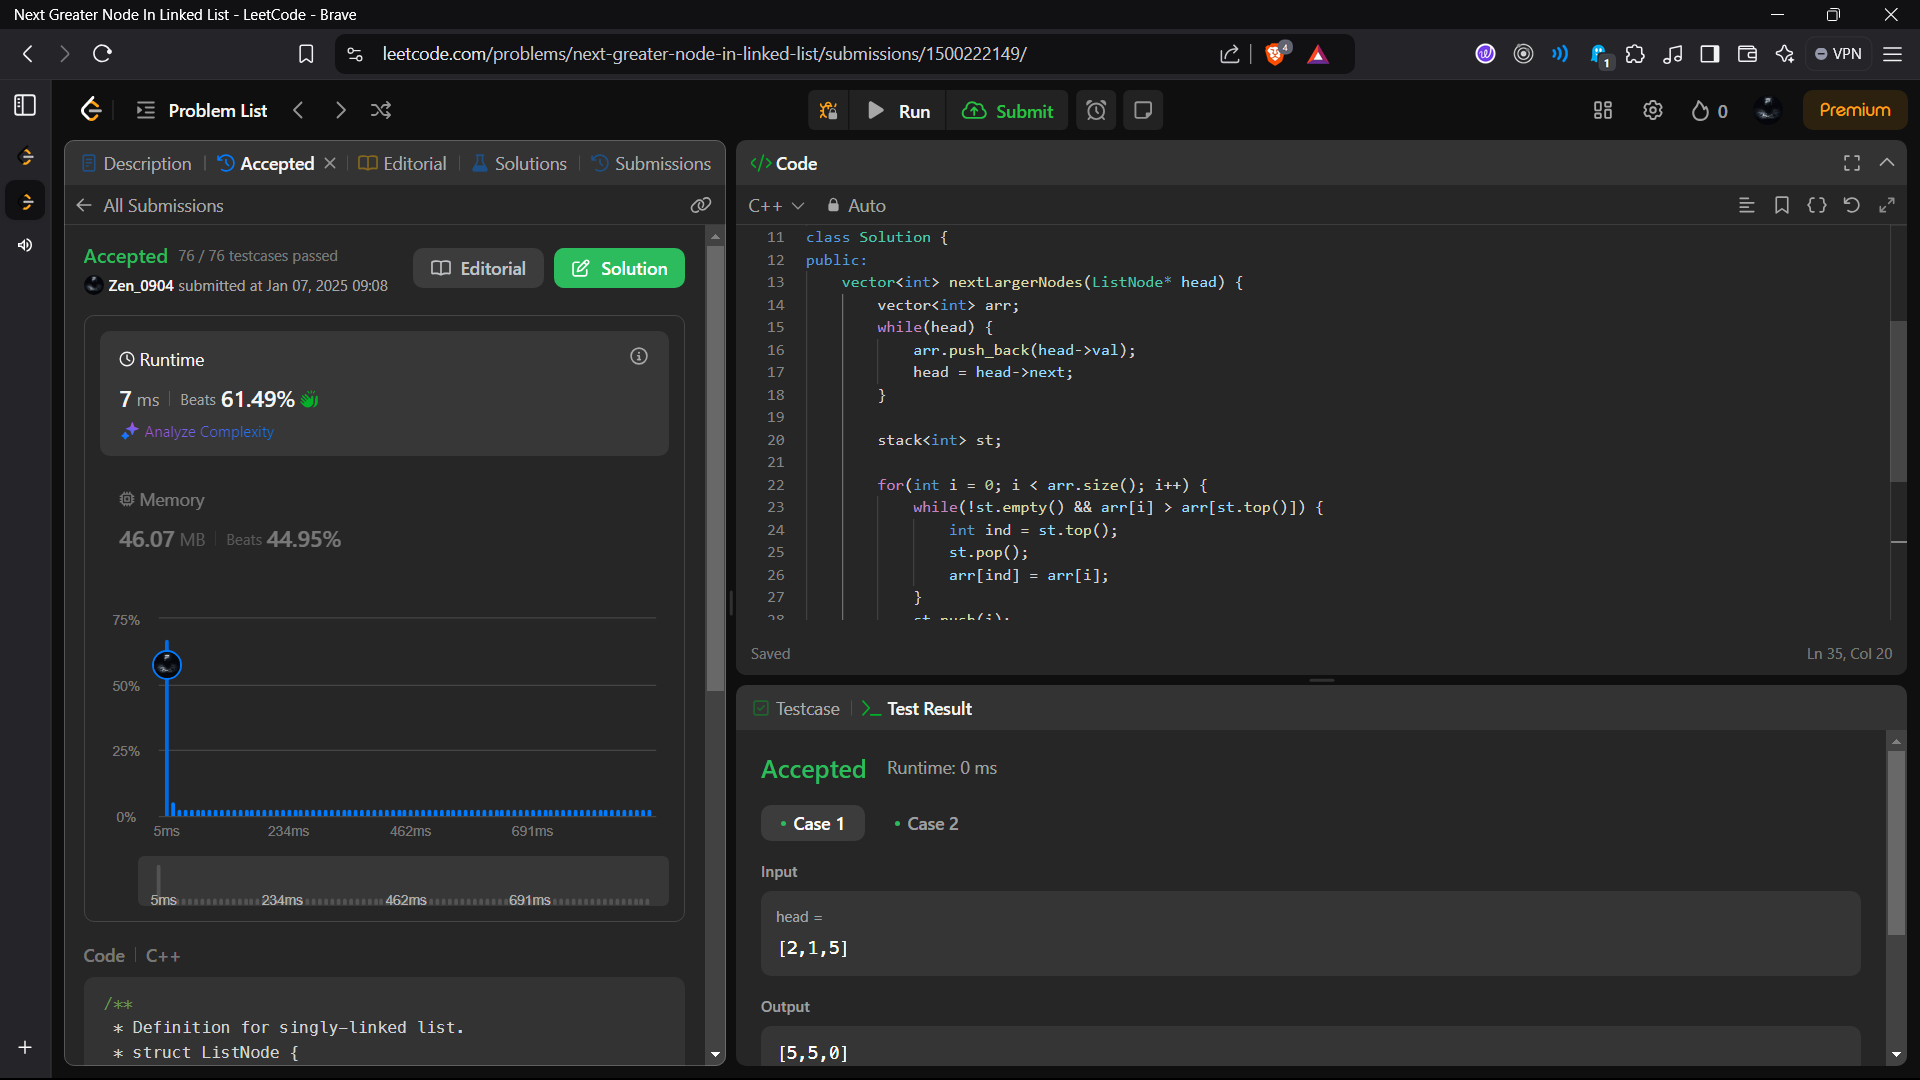 Next Greater Node In Linked List - LeetCode - Brave
leetcode.com/problems/next-greater-node-in-linked-list/submissions/1500222149/
4
1
VPN
Problem List
Run
Submit
0
Premium
Description
Accepted
Editorial
Solutions
Submissions
All Submissions
Accepted 76 / 76 testcases passed
Zen_0904 submitted at Jan 07, 2025 09:08
Editorial
Solution
Runtime
7 ms | Beats 61.49%
Analyze Complexity
Memory
46.07 MB | Beats 44.95%
75%
50%
25%
0%
5ms 234ms 462ms 691ms
5ms 234ms 462ms 691ms
Code | C++
/**
* Definition for singly-linked list.
* struct ListNode {
</> Code
C++
Auto
11 class Solution {
12 public:
13 vector<int> nextLargerNodes(ListNode* head) {
14 vector<int> arr;
15 while(head) {
16 arr.push_back(head->val);
17 head = head->next;
18 }
19
20 stack<int> st;
21
22 for(int i = 0; i < arr.size(); i++) {
23 while(!st.empty() && arr[i] > arr[st.top()]) {
24 int ind = st.top();
25 st.pop();
26 arr[ind] = arr[i];
27 }
28 st.push(i);
Saved
Ln 35, Col 20
Testcase
>_ Test Result
Accepted Runtime: 0 ms
• Case 1
• Case 2
Input
head =
[2,1,5]
Output
[5,5,0]